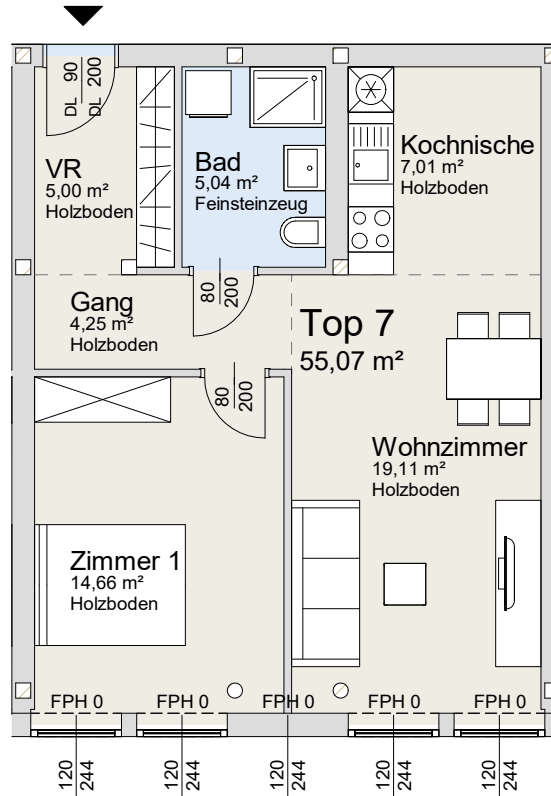 DL 90
DL 200
VR
5,00 m²
Holzboden
Bad
5,04 m²
Feinsteinzeug
Kochnische
7,01 m²
Holzboden
80
200
Gang
4,25 m²
Holzboden
Top 7
55,07 m²
80
200
Wohnzimmer
19,11 m²
Holzboden
Zimmer 1
14,66 m²
Holzboden
FPH 0
FPH 0
FPH 0
FPH 0
FPH 0
120
244
120
244
120
244
120
244
120
244